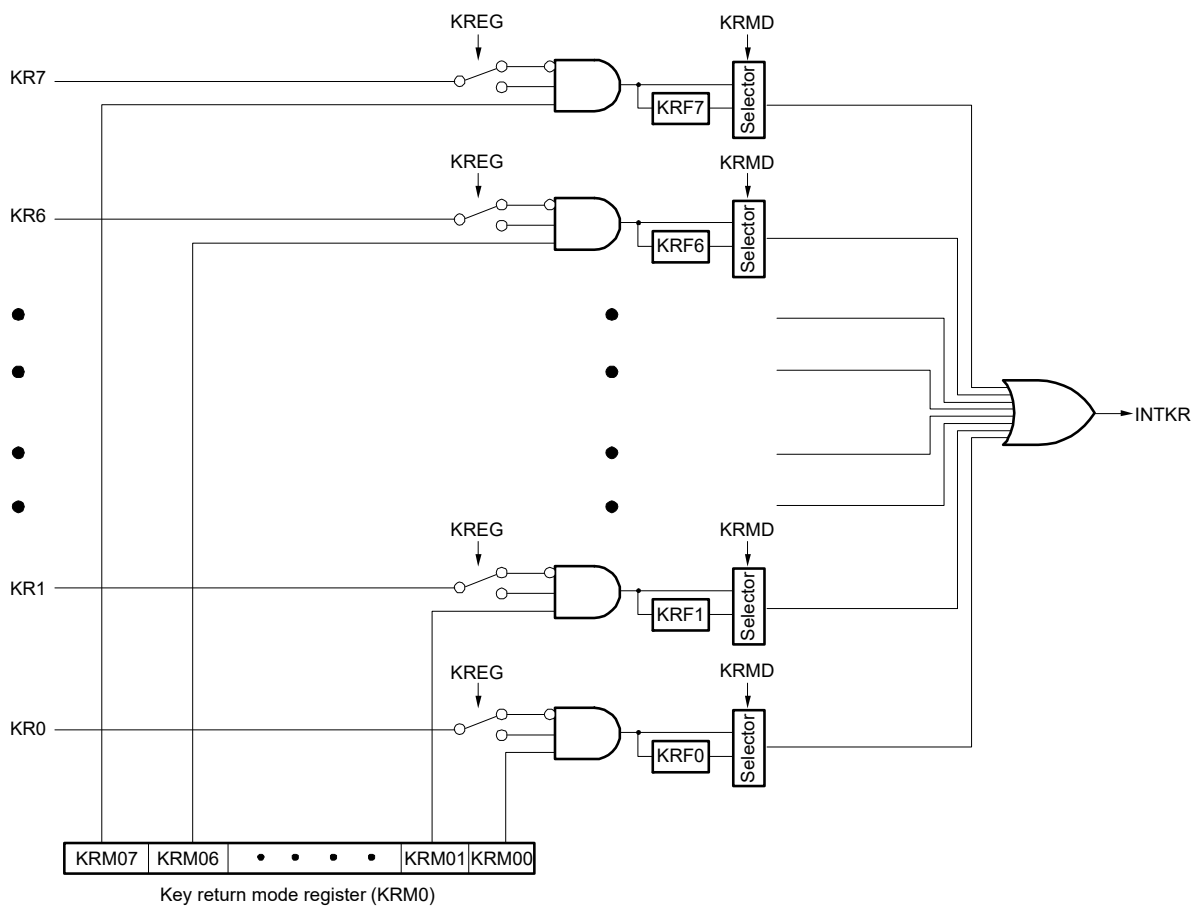 KREG
KRMD
KR7
KRF7
Selector
KREG
KRMD
KR6
KRF6
Selector
INTKR
KREG
KRMD
KR1
KRF1
Selector
KREG
KRMD
KR0
KRF0
Selector
KRM07 KRM06 KRM01 KRM00
Key return mode register (KRM0)